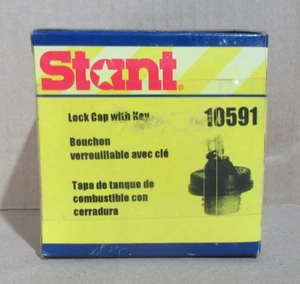 Stant®
Lock Cap with Key 10591
Bouchon
verrouillable avec clé
Tapa de tanque de
combustible con
cerradura